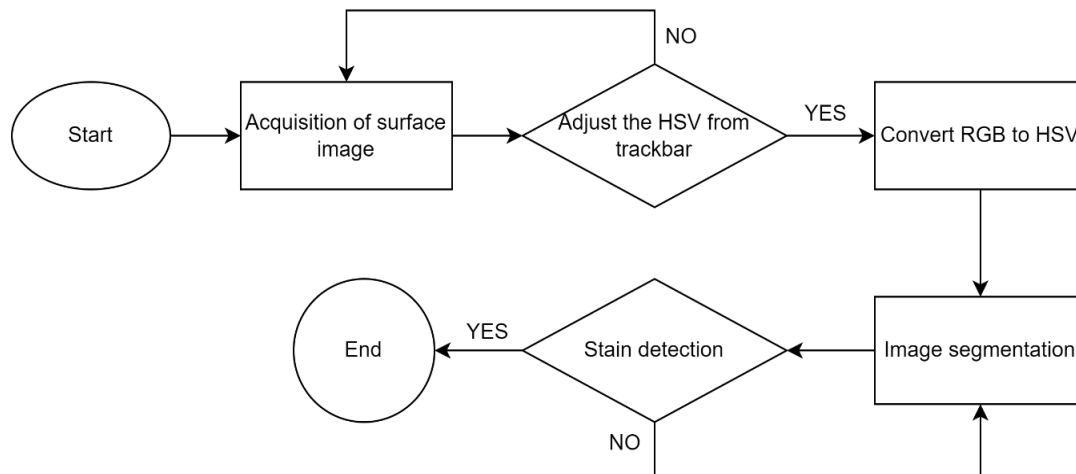 NO
Start
Acquisition of surface
image
Adjust the HSV from
trackbar
YES
Convert RGB to HSV
End
YES
Stain detection
Image segmentation
NO